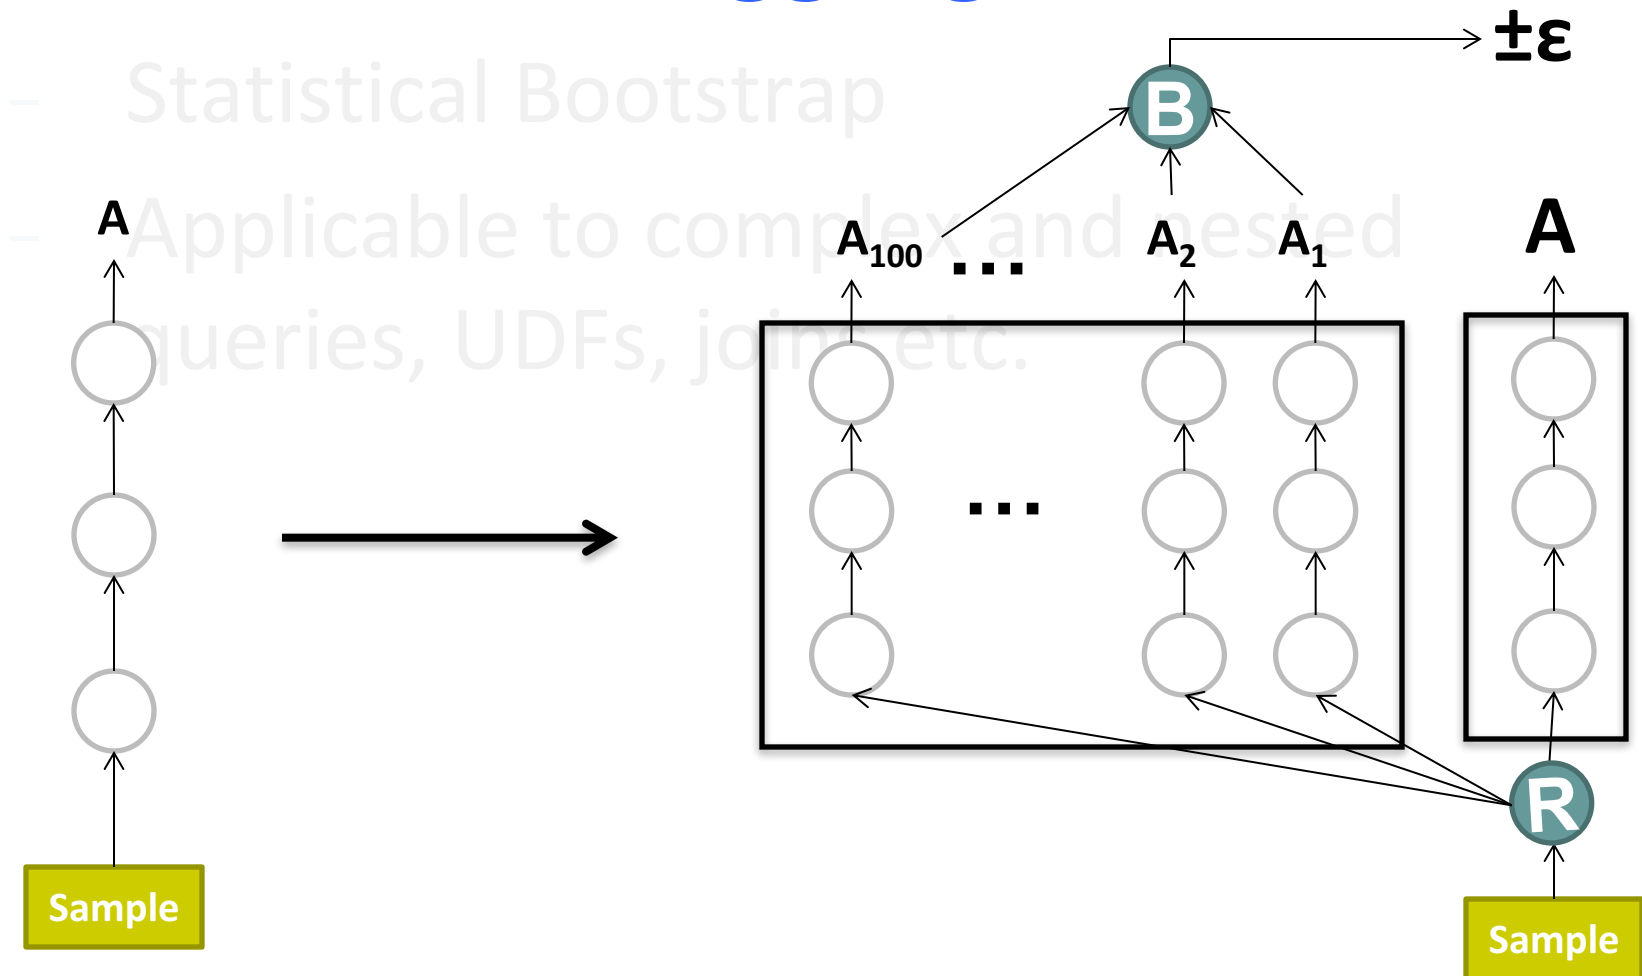 ±ε
B
– Statistical Bootstrap
– Applicable to complex and nested
queries, UDFs, joins etc.
A
A100 ... A2 A1
A
...
R
Sample
Sample